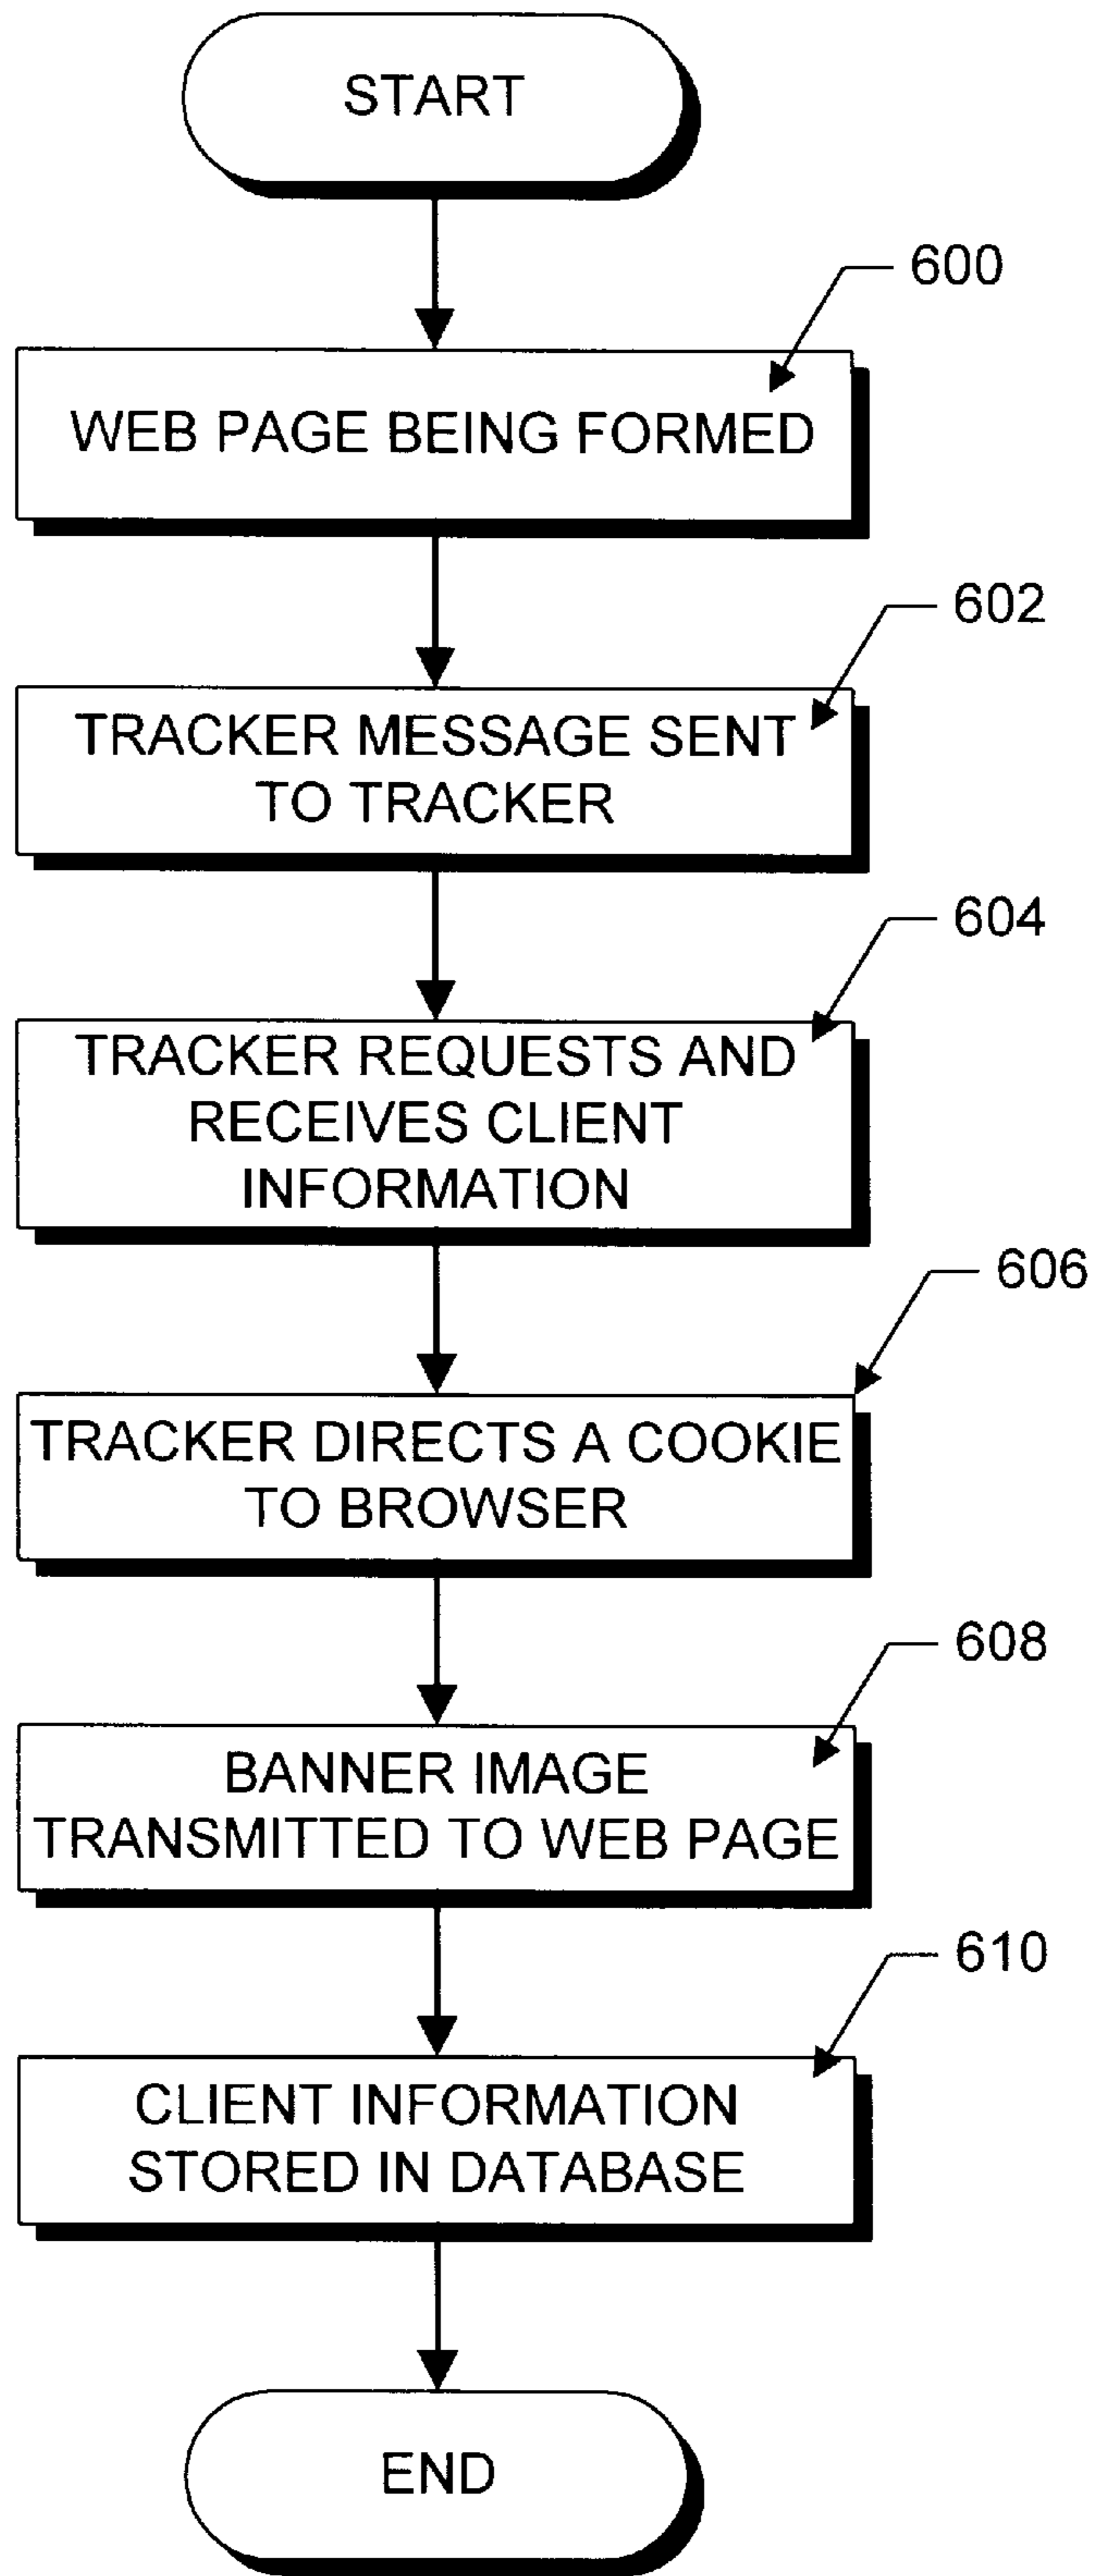 START
600
WEB PAGE BEING FORMED
602
TRACKER MESSAGE SENT
TO TRACKER
604
TRACKER REQUESTS AND
RECEIVES CLIENT
INFORMATION
606
TRACKER DIRECTS A COOKIE
TO BROWSER
608
BANNER IMAGE
TRANSMITTED TO WEB PAGE
610
CLIENT INFORMATION
STORED IN DATABASE
END